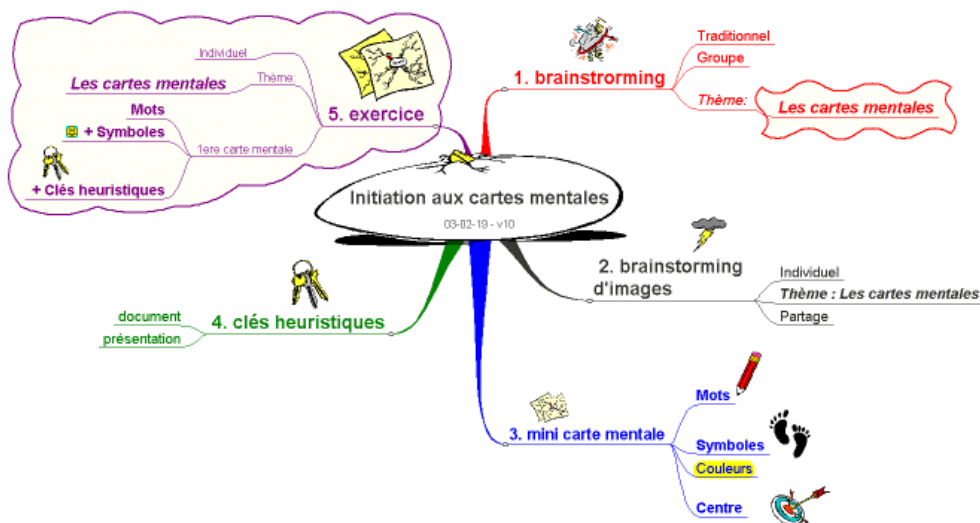 Initiation aux cartes mentales
03-02-19 - v10
1. brainstrorming
Traditionnel
Groupe
Thème:
Les cartes mentales
2. brainstorming
d'images
Individuel
Thème : Les cartes mentales
Partage
3. mini carte mentale
Mots
Symboles
Couleurs
Centre
4. clés heuristiques
document
présentation
5. exercice
Individuel
Thème:
Les cartes mentales
1ere carte mentale
Mots
+ Symboles
+ Clés heuristiques